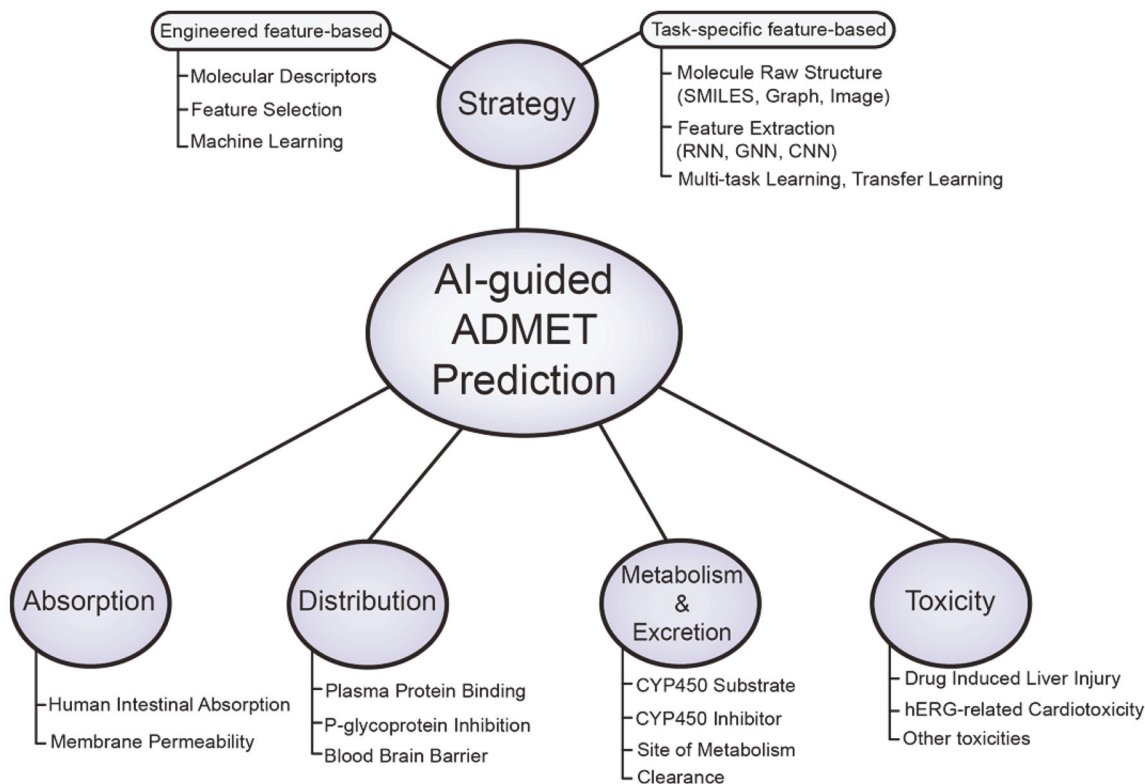 Engineered feature-based
Molecular Descriptors
Feature Selection
Machine Learning
Strategy
Task-specific feature-based
Molecule Raw Structure
(SMILES, Graph, Image)
Feature Extraction
(RNN, GNN, CNN)
Multi-task Learning, Transfer Learning
AI-guided
ADMET
Prediction
Absorption
Human Intestinal Absorption
Membrane Permeability
Distribution
Plasma Protein Binding
P-glycoprotein Inhibition
Blood Brain Barrier
Metabolism
&
Excretion
CYP450 Substrate
CYP450 Inhibitor
Site of Metabolism
Clearance
Toxicity
Drug Induced Liver Injury
hERG-related Cardiotoxicity
Other toxicities